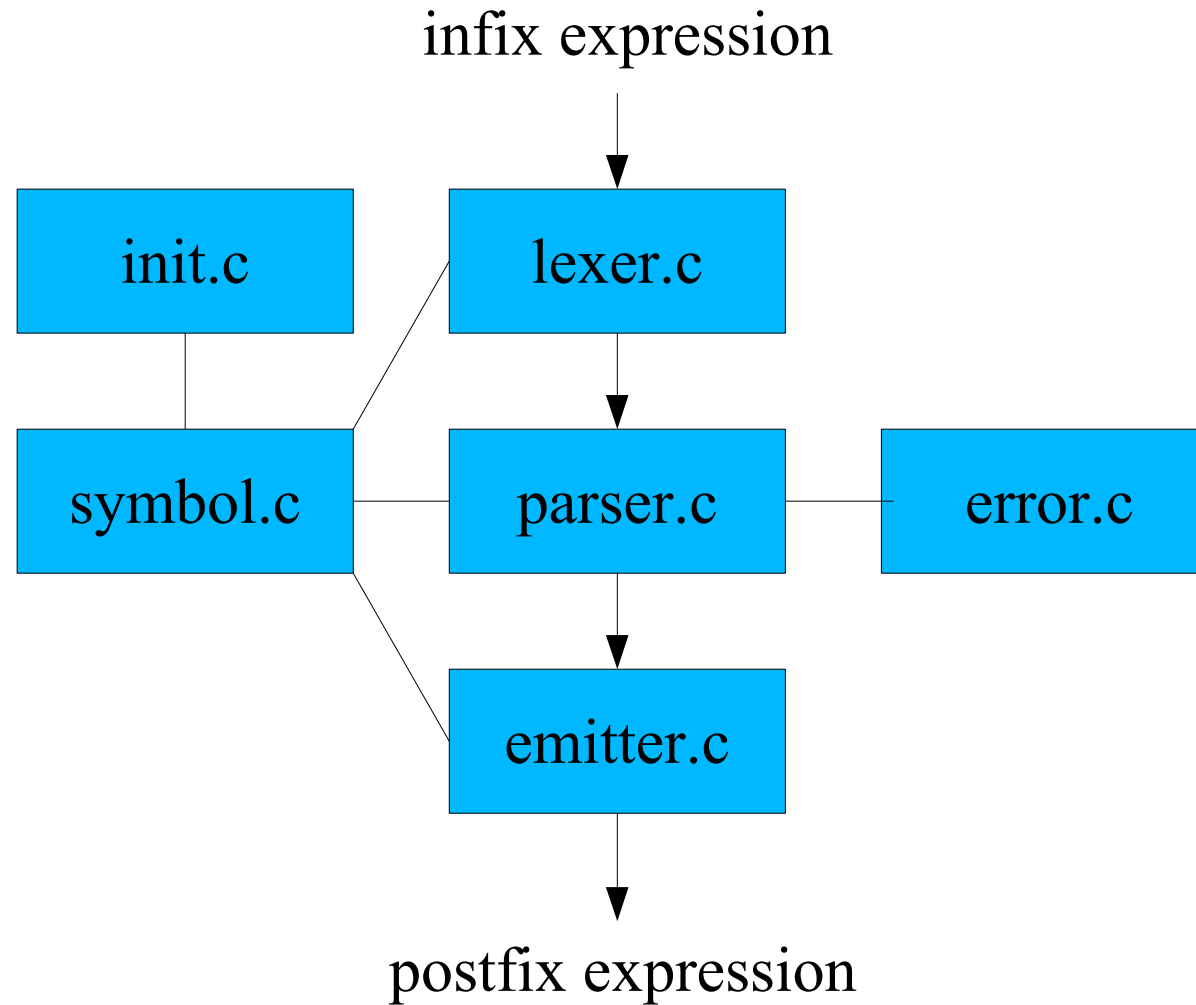 infix expression
init.c
lexer.c
symbol.c
parser.c
error.c
emitter.c
postfix expression